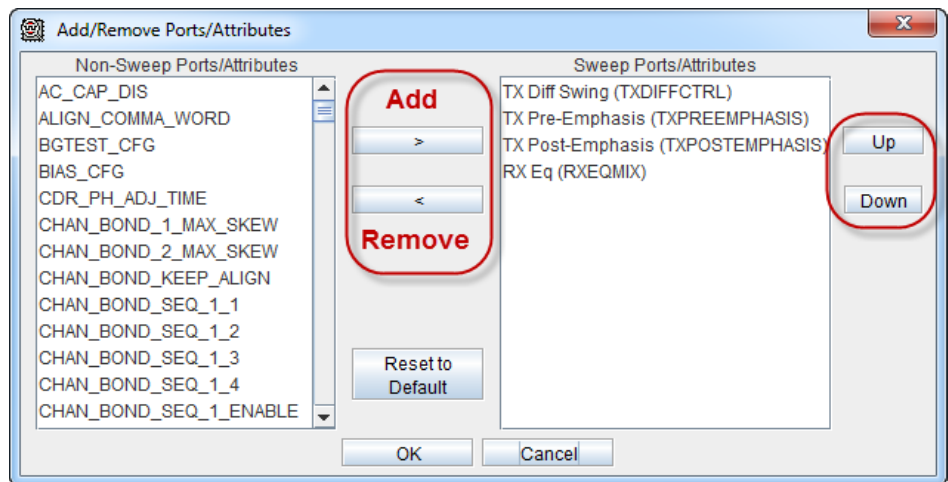 Add/Remove Ports/Attributes
X
Non-Sweep Ports/Attributes
AC_CAP_DIS
ALIGN_COMMA_WORD
BGTEST_CFG
BIAS_CFG
CDR_PH_ADJ_TIME
CHAN_BOND_1_MAX_SKEW
CHAN_BOND_2_MAX_SKEW
CHAN_BOND_KEEP_ALIGN
CHAN_BOND_SEQ_1_1
CHAN_BOND_SEQ_1_2
CHAN_BOND_SEQ_1_3
CHAN_BOND_SEQ_1_4
CHAN_BOND_SEQ_1_ENABLE
Add
>
<
Remove
Reset to
Default
Sweep Ports/Attributes
TX Diff Swing (TXDIFFCTRL)
TX Pre-Emphasis (TXPREEMPHASIS)
TX Post-Emphasis (TXPOSTEMPHASIS)
RX Eq (RXEQMIX)
Up
Down
OK
Cancel